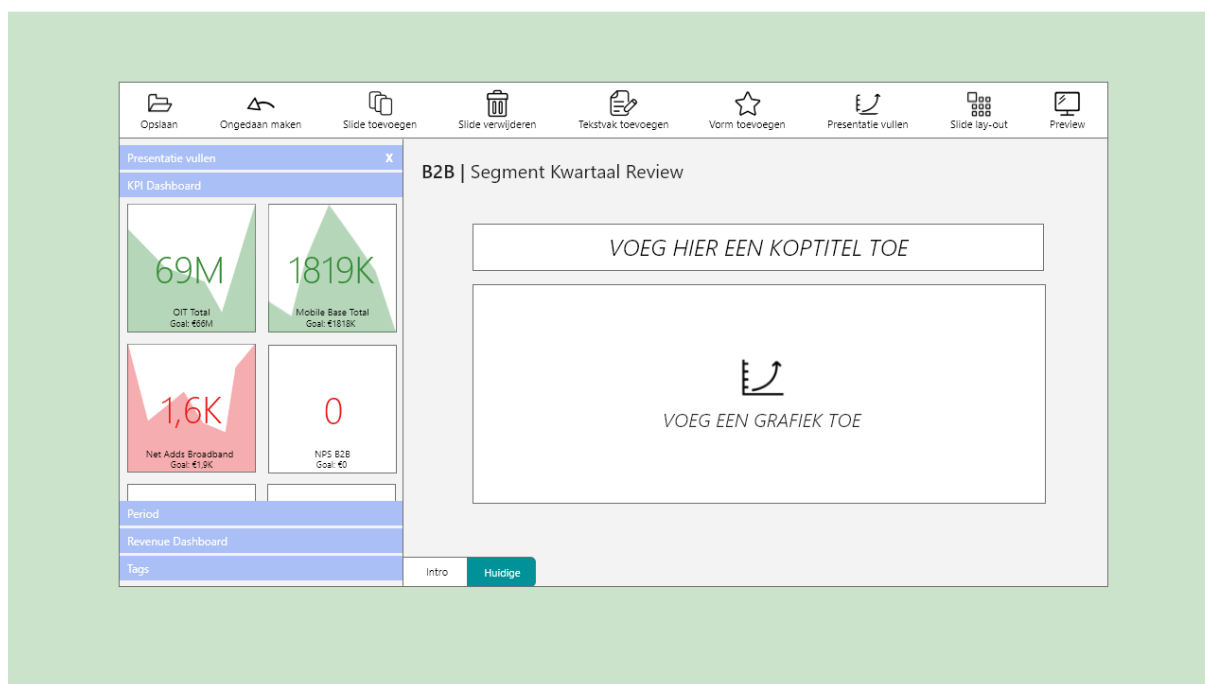 Opslaan
Ongedaan maken
Slide toevoegen
Slide verwijderen
Tekstvak toevoegen
Vorm toevoegen
Presentatie vullen
Slide lay-out
Preview
Presentatie vullen X
KPI Dashboard
69M
OIT Total
Goal: €66M
1819K
Mobile Base Total
Goal: €1818K
1,6K
Net Adds Broadband
Goal: €1,9K
0
NPS B2B
Goal: €0
Period
Revenue Dashboard
Tags
B2B | Segment Kwartaal Review
VOEG HIER EEN KOPTITEL TOE
VOEG EEN GRAFIEK TOE
Intro
Huidige